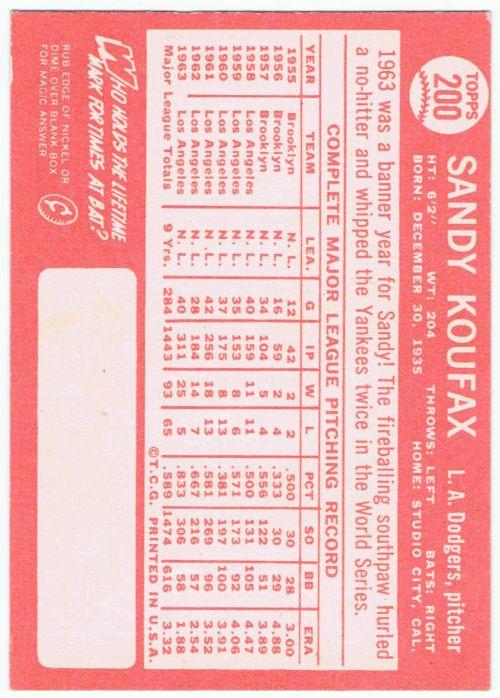 TOPPS
200
SANDY KOUFAX L. A. Dodgers, pitcher
HT: 6'2" WT: 204 THROWS: LEFT BATS: RIGHT
BORN: DECEMBER 30, 1935 HOME: STUDIO CITY, CAL.
1963 was a banner year for Sandy! The fireballing southpaw hurled
a no-hitter and whipped the Yankees twice in the World Series.
COMPLETE MAJOR LEAGUE PITCHING RECORD
YEAR TEAM LEA. G IP W L PCT SO BB ERA
1955 Brooklyn N. L. 12 42 2 2 .500 30 28 3.00
1956 Brooklyn N. L. 16 59 2 4 .333 30 29 4.88
1957 Brooklyn N. L. 34 104 5 4 .556 122 51 3.89
1958 Los Angeles N. L. 40 159 11 11 .500 131 105 4.47
1959 Los Angeles N. L. 35 153 8 6 .571 173 92 4.06
1960 Los Angeles N. L. 37 175 8 13 .381 197 100 3.91
1961 Los Angeles N. L. 42 256 18 13 .581 269 96 3.52
1962 Los Angeles N. L. 28 184 14 7 .667 216 57 2.54
1963 Los Angeles N. L. 40 311 25 5 .833 306 58 1.88
Major League Totals 9 Yrs. 284 1443 93 65 .589 1474 616 3.32
©T.C.G. PRINTED IN U.S.A.
WHO HOLDS THE LIFETIME
MARK FOR TIMES AT BAT?
RUB EDGE OF NICKEL OR
DIME OVER BLANK BOX
FOR MAGIC ANSWER